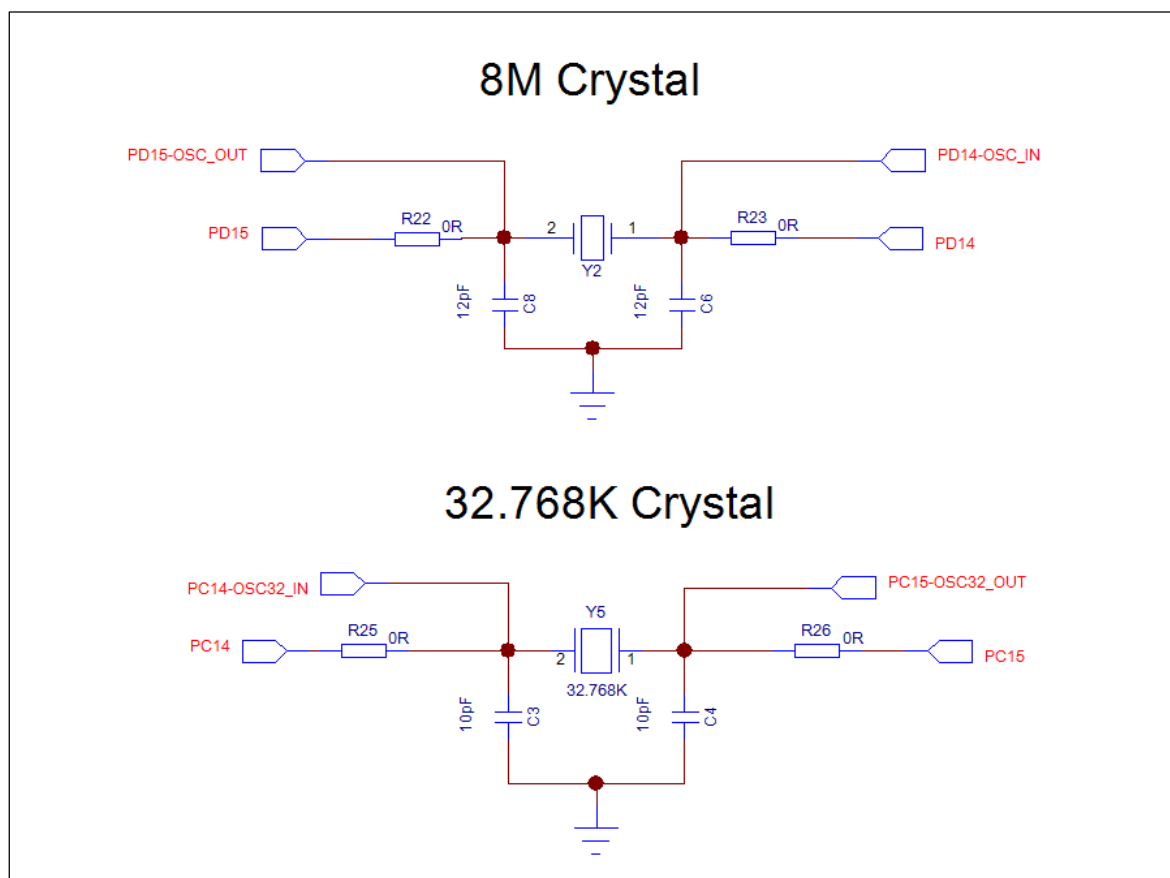 8M Crystal
PD15-OSC_OUT
PD14-OSC_IN
PD15
R22
0R
2
1
Y2
R23
0R
PD14
12pF
C8
12pF
C6
32.768K Crystal
PC14-OSC32_IN
PC15-OSC32_OUT
PC14
R25
0R
Y5
2
1
32.768K
R26
0R
PC15
10pF
C3
10pF
C4